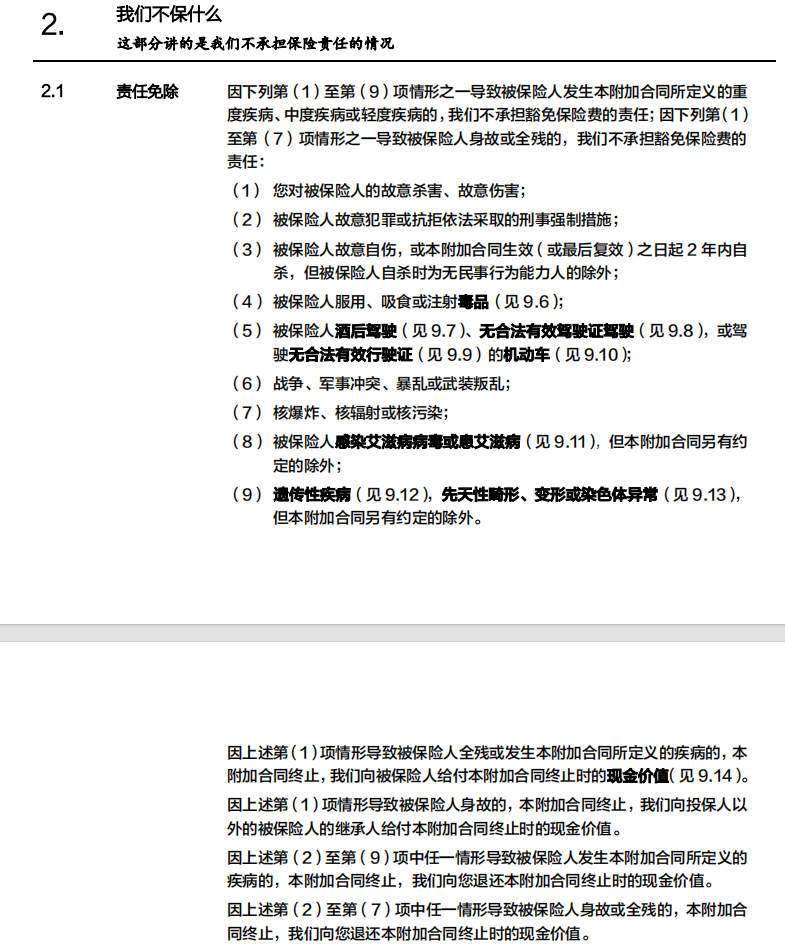 2.
我们不保什么
这部分讲的是我们不承担保险责任的情况
2.1 责任免除 因下列第（1）至第（9）项情形之一导致被保险人发生本附加合同所定义的重
度疾病、中度疾病或轻度疾病的，我们不承担豁免保险费的责任；因下列第（1）
至第（7）项情形之一导致被保险人身故或全残的，我们不承担豁免保险费的
责任：
（1）您对被保险人的故意杀害、故意伤害；
（2）被保险人故意犯罪或抗拒依法采取的刑事强制措施；
（3）被保险人故意自伤，或本附加合同生效（或最后复效）之日起 2 年内自
杀，但被保险人自杀时为无民事行为能力人的除外；
（4）被保险人服用、吸食或注射毒品（见 9.6）；
（5）被保险人酒后驾驶（见 9.7）、无合法有效驾驶证驾驶（见 9.8），或驾
驶无合法有效行驶证（见 9.9）的机动车（见 9.10）；
（6）战争、军事冲突、暴乱或武装叛乱；
（7）核爆炸、核辐射或核污染；
（8）被保险人感染艾滋病病毒或患艾滋病（见 9.11），但本附加合同另有约
定的除外；
（9）遗传性疾病（见 9.12），先天性畸形、变形或染色体异常（见 9.13），
但本附加合同另有约定的除外。
因上述第（1）项情形导致被保险人全残或发生本附加合同所定义的疾病的，本
附加合同终止，我们向被保险人给付本附加合同终止时的现金价值（见 9.14）。
因上述第（1）项情形导致被保险人身故的，本附加合同终止，我们向投保人以
外的被保险人的继承人给付本附加合同终止时的现金价值。
因上述第（2）至第（9）项中任一情形导致被保险人发生本附加合同所定义的
疾病的，本附加合同终止，我们向您退还本附加合同终止时的现金价值。
因上述第（2）至第（7）项中任一情形导致被保险人身故或全残的，本附加合
同终止，我们向您退还本附加合同终止时的现金价值。